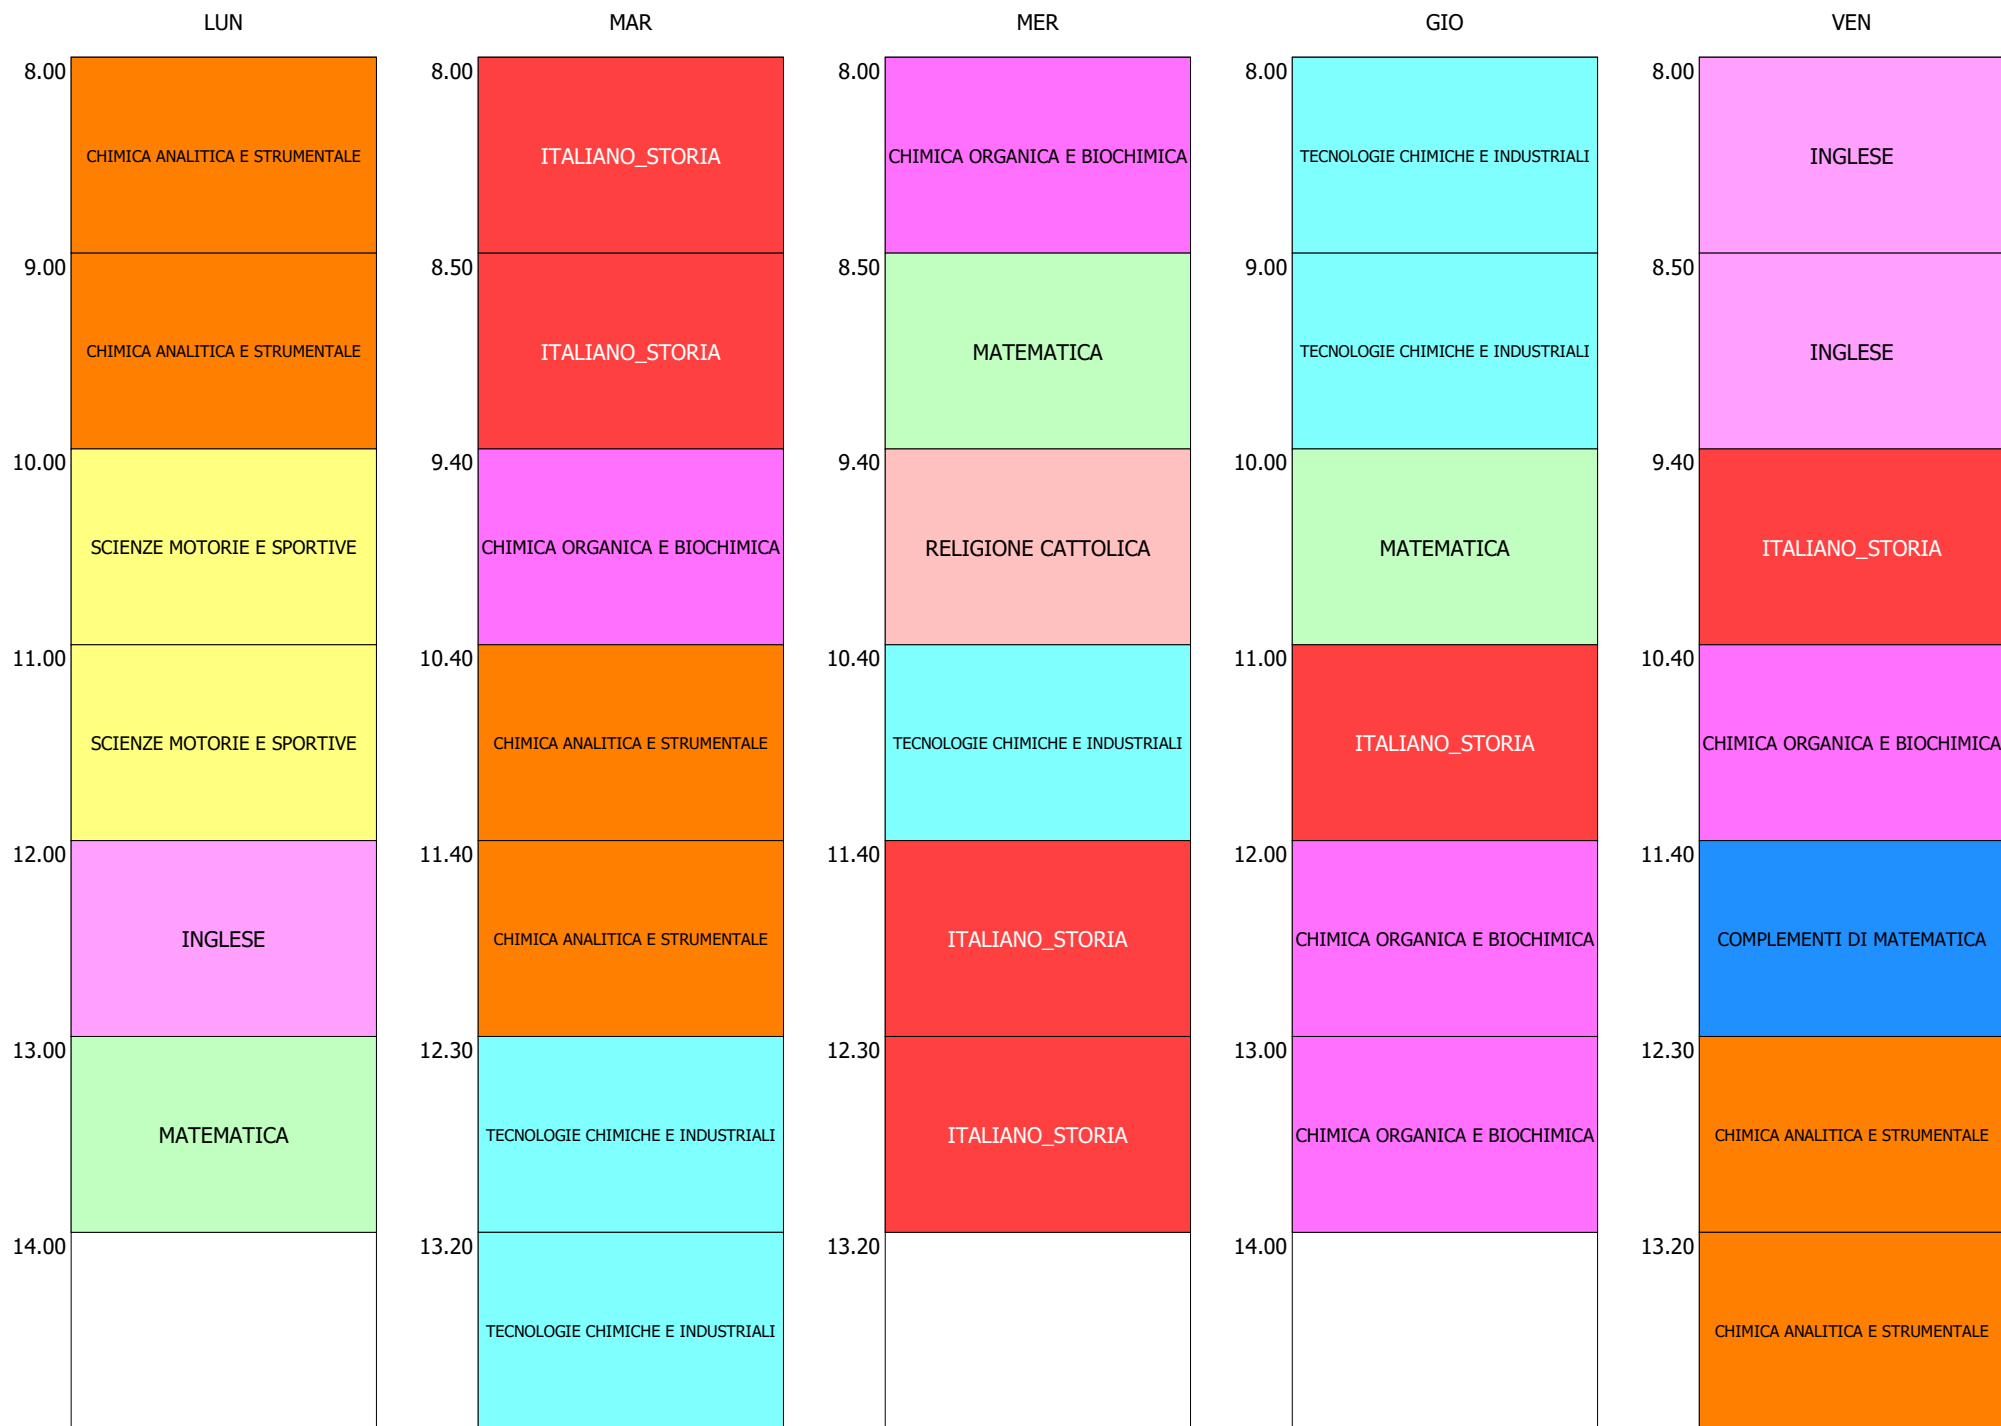 LUN MAR MER GIO VEN
8.00 8.00 8.00 8.00 8.00
CHIMICA ANALITICA E STRUMENTALE ITALIANO_STORIA CHIMICA ORGANICA E BIOCHIMICA TECNOLOGIE CHIMICHE E INDUSTRIALI INGLESE
9.00 8.50 8.50 9.00 8.50
CHIMICA ANALITICA E STRUMENTALE ITALIANO_STORIA MATEMATICA TECNOLOGIE CHIMICHE E INDUSTRIALI INGLESE
10.00 9.40 9.40 10.00 9.40
SCIENZE MOTORIE E SPORTIVE CHIMICA ORGANICA E BIOCHIMICA RELIGIONE CATTOLICA MATEMATICA ITALIANO_STORIA
11.00 10.40 10.40 11.00 10.40
SCIENZE MOTORIE E SPORTIVE CHIMICA ANALITICA E STRUMENTALE TECNOLOGIE CHIMICHE E INDUSTRIALI ITALIANO_STORIA CHIMICA ORGANICA E BIOCHIMICA
12.00 11.40 11.40 12.00 11.40
INGLESE CHIMICA ANALITICA E STRUMENTALE ITALIANO_STORIA CHIMICA ORGANICA E BIOCHIMICA COMPLEMENTI DI MATEMATICA
13.00 12.30 12.30 13.00 12.30
MATEMATICA TECNOLOGIE CHIMICHE E INDUSTRIALI ITALIANO_STORIA CHIMICA ORGANICA E BIOCHIMICA CHIMICA ANALITICA E STRUMENTALE
14.00 13.20 13.20 14.00 13.20
TECNOLOGIE CHIMICHE E INDUSTRIALI CHIMICA ANALITICA E STRUMENTALE